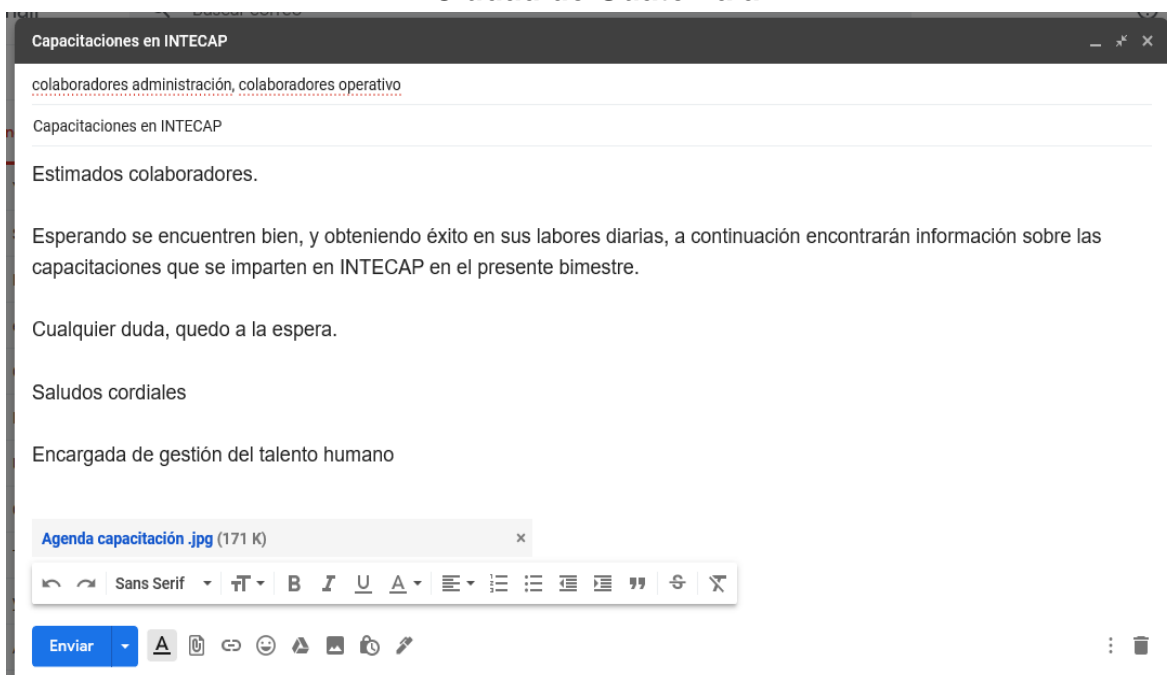 Capacitaciones en INTECAP
colaboradores administración, colaboradores operativo
Capacitaciones en INTECAP
Estimados colaboradores.
Esperando se encuentren bien, y obteniendo éxito en sus labores diarias, a continuación encontrarán información sobre las
capacitaciones que se imparten en INTECAP en el presente bimestre.
Cualquier duda, quedo a la espera.
Saludos cordiales
Encargada de gestión del talento humano
Agenda capacitación .jpg (171 K)
Sans Serif
Enviar